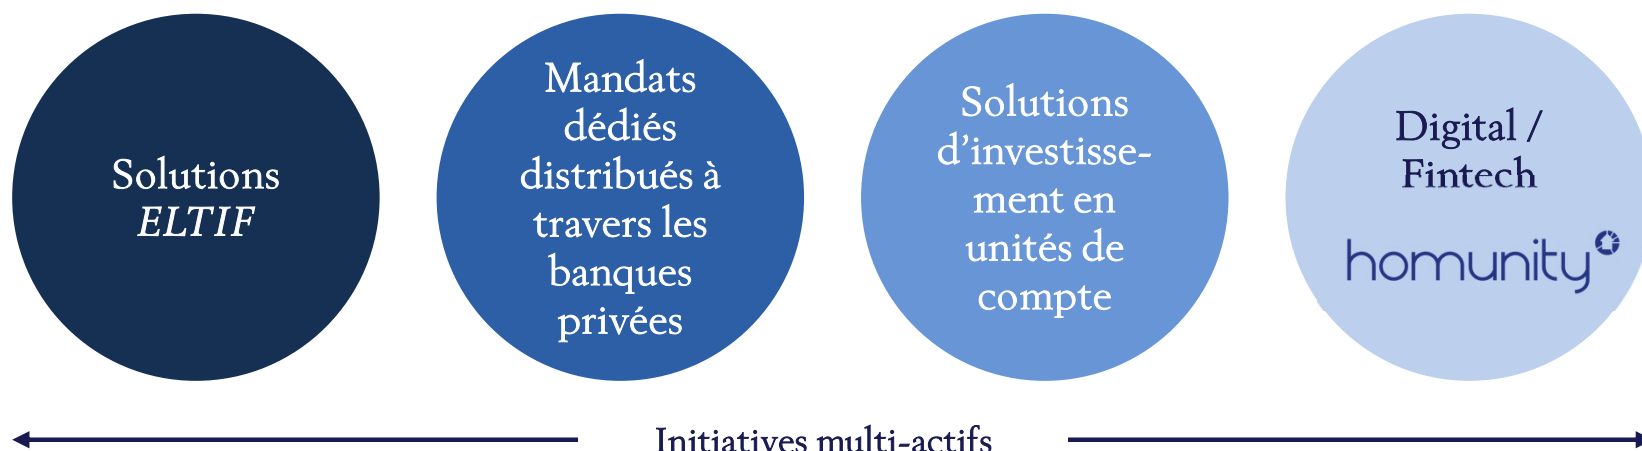 Solutions
ELTIF
Mandats
dédiés
distribués à
travers les
banques
privées
Solutions
d’investisse-
ment en
unités de
compte
Digital /
Fintech
homunity
Initiatives multi-actifs